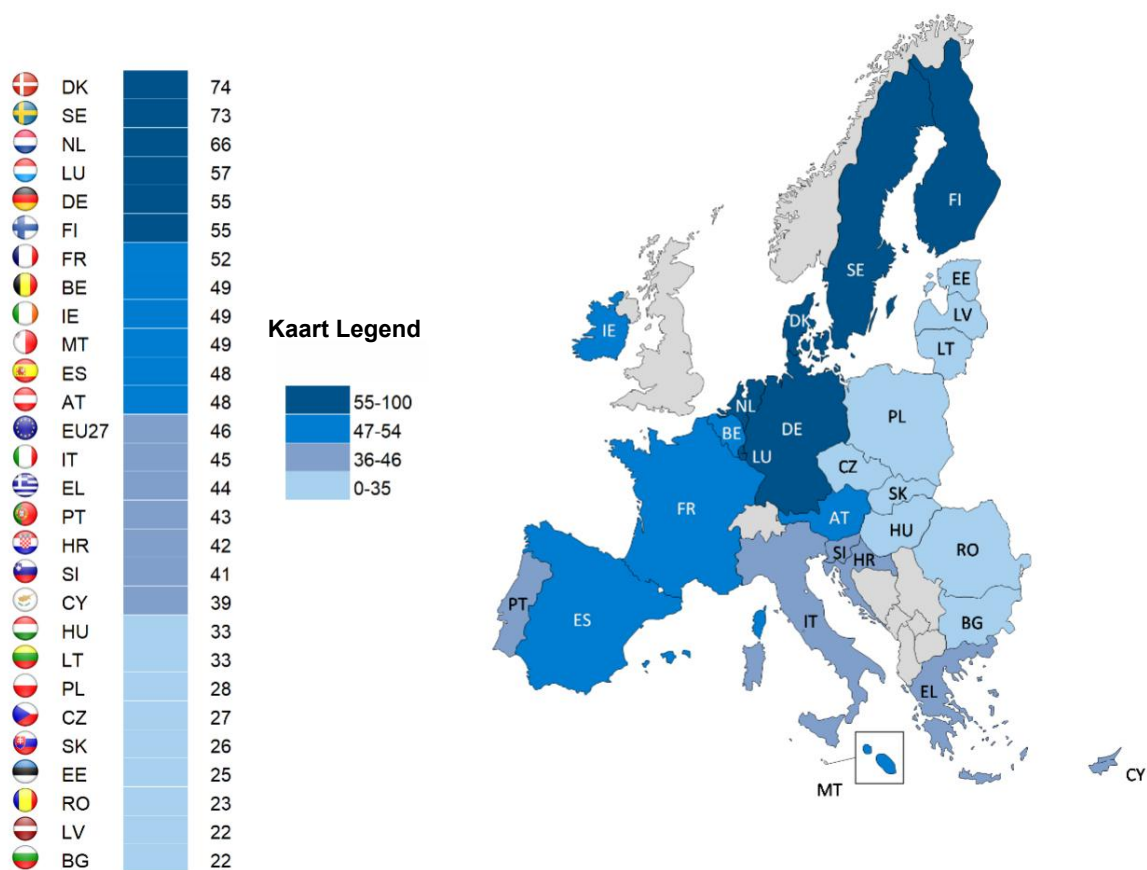 DK 74
SE 73
NL 66
LU 57
DE 55
FI 55
FR 52
BE 49
IE 49
MT 49
ES 48
AT 48
EU27 46
IT 45
EL 44
PT 43
HR 42
SI 41
CY 39
HU 33
LT 33
PL 28
CZ 27
SK 26
EE 25
RO 23
LV 22
BG 22
Kaart Legend
55-100
47-54
36-46
0-35
FI
SE
EE
LV
LT
DK
IE
NL
BE
DE
PL
LU
CZ
SK
FR
AT
HU
RO
SI
HR
PT
ES
IT
BG
EL
MT
CY